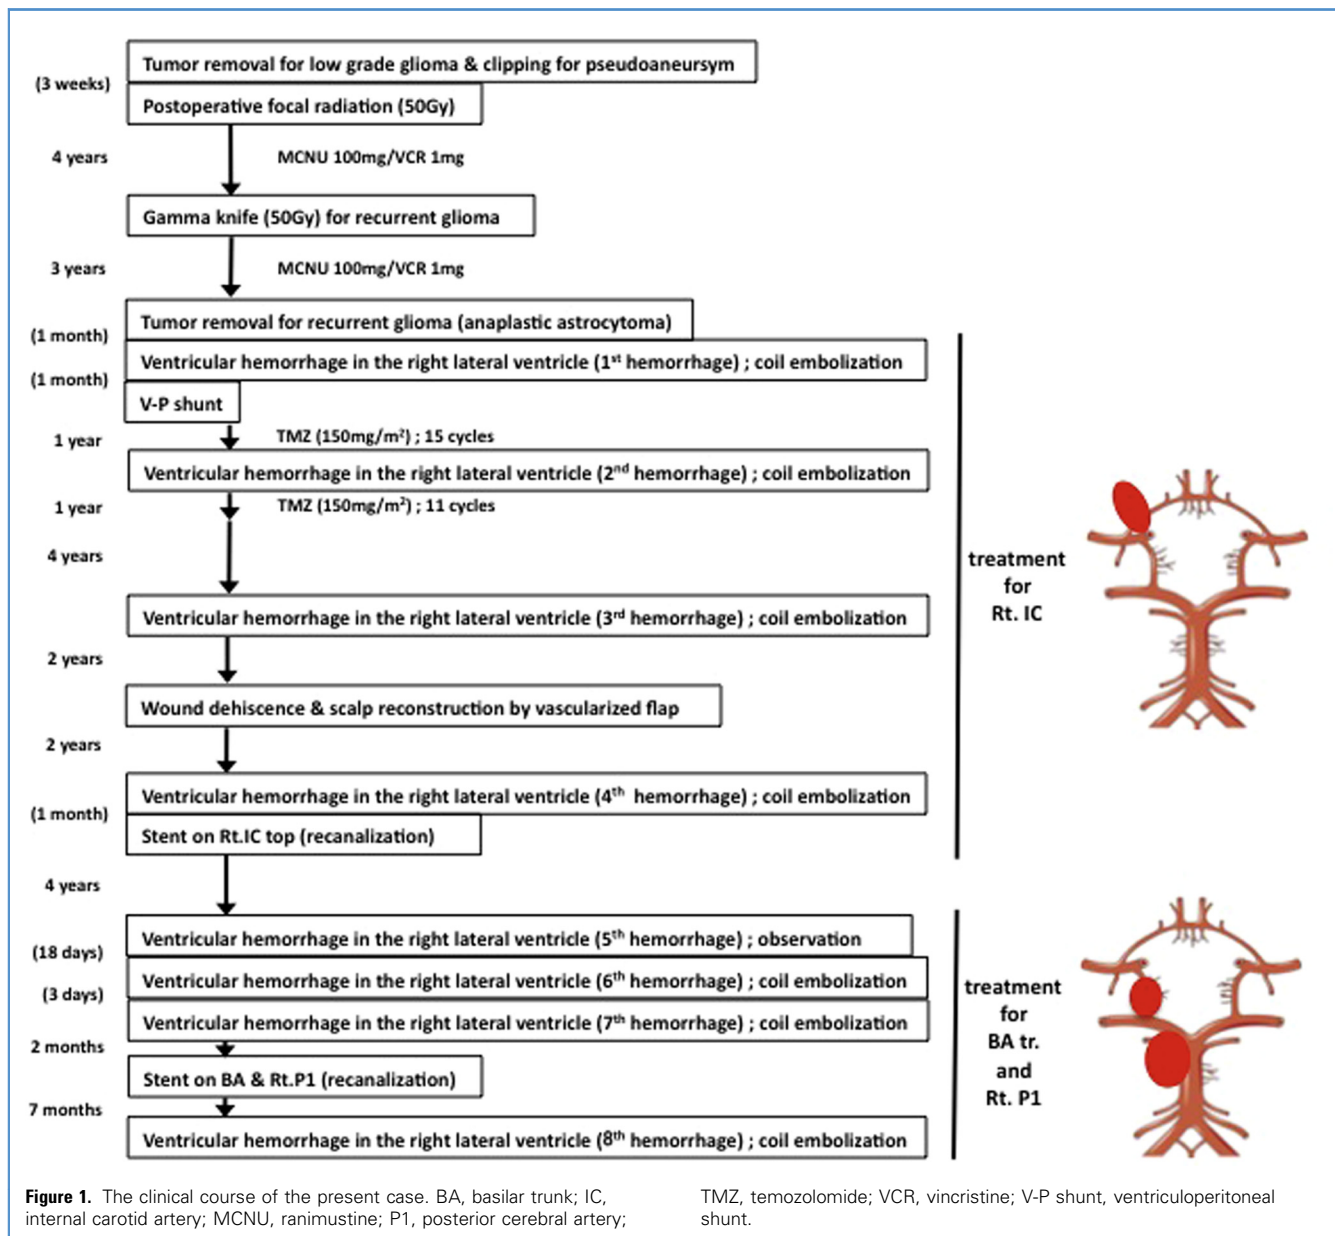 Tumor removal for low grade glioma & clipping for pseudoaneursym
(3 weeks)
Postoperative focal radiation (50Gy)
4 years
MCNU 100mg/VCR 1mg
Gamma knife (50Gy) for recurrent glioma
3 years
MCNU 100mg/VCR 1mg
Tumor removal for recurrent glioma (anaplastic astrocytoma)
(1 month)
Ventricular hemorrhage in the right lateral ventricle (1st hemorrhage) ; coil embolization
(1 month)
V-P shunt
1 year
TMZ (150mg/m²) ; 15 cycles
Ventricular hemorrhage in the right lateral ventricle (2nd hemorrhage) ; coil embolization
1 year
TMZ (150mg/m²) ; 11 cycles
4 years
Ventricular hemorrhage in the right lateral ventricle (3rd hemorrhage) ; coil embolization
2 years
Wound dehiscence & scalp reconstruction by vascularized flap
2 years
Ventricular hemorrhage in the right lateral ventricle (4th hemorrhage) ; coil embolization
(1 month)
Stent on Rt.IC top (recanalization)
treatment
for
Rt. IC
4 years
Ventricular hemorrhage in the right lateral ventricle (5th hemorrhage) ; observation
(18 days)
Ventricular hemorrhage in the right lateral ventricle (6th hemorrhage) ; coil embolization
(3 days)
Ventricular hemorrhage in the right lateral ventricle (7th hemorrhage) ; coil embolization
2 months
Stent on BA & Rt.P1 (recanalization)
7 months
Ventricular hemorrhage in the right lateral ventricle (8th hemorrhage) ; coil embolization
treatment
for
BA tr.
and
Rt. P1
Figure 1. The clinical course of the present case. BA, basilar trunk; IC,
internal carotid artery; MCNU, ranimustine; P1, posterior cerebral artery;
TMZ, temozolomide; VCR, vincristine; V-P shunt, ventriculoperitoneal
shunt.